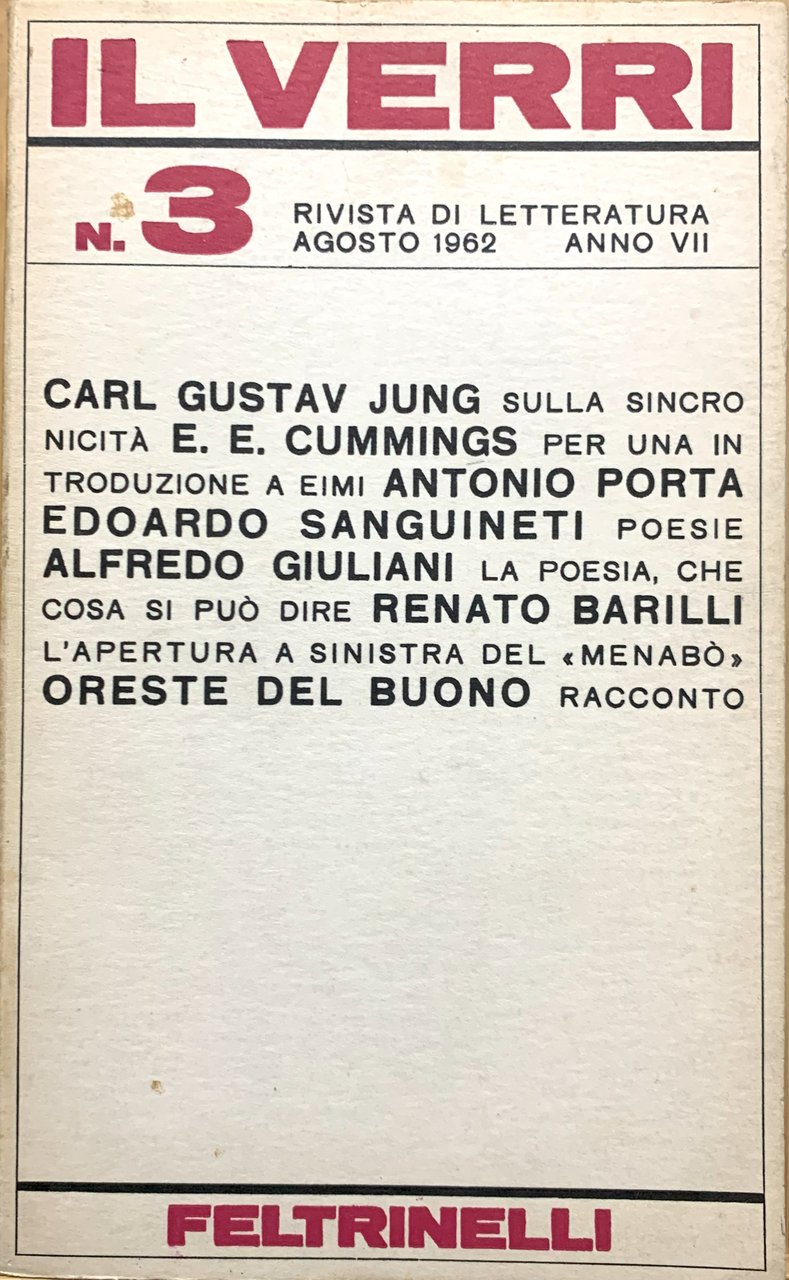 IL VERRI
N. 3
RIVISTA DI LETTERATURA
AGOSTO 1962 ANNO VII
CARL GUSTAV JUNG SULLA SINCRO
NICITÀ E. E. CUMMINGS PER UNA IN
TRODUZIONE A EIMI ANTONIO PORTA
EDOARDO SANGUINETI POESIE
ALFREDO GIULIANI LA POESIA, CHE
COSA SI PUÒ DIRE RENATO BARILLI
L'APERTURA A SINISTRA DEL «MENABÒ»
ORESTE DEL BUONO RACCONTO
FELTRINELLI